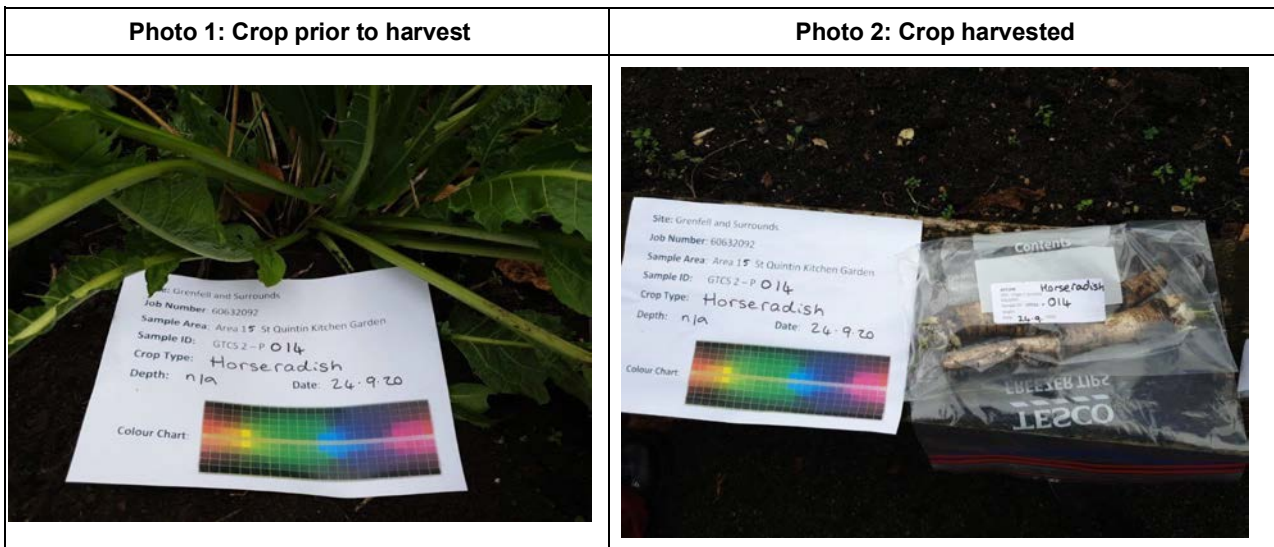 Photo 1: Crop prior to harvest
Photo 2: Crop harvested
Grenfell and Surrounds
Job Number: 60632092
Sample Area: Area 15 St Quintin Kitchen Garden
Sample ID: GTCS 2 – P 014
Crop Type: Horseradish
Depth: n/a Date: 24.9.20
Colour Chart:
Site: Grenfell and Surrounds
Job Number: 60632092
Sample Area: Area 15 St Quintin Kitchen Garden
Sample ID: GTCS 2 – P 014
Crop Type: Horseradish
Depth: n/a Date: 24.9.20
Colour Chart:
Contents
Horseradish
014
24.9
FREEZER TIPS
TESCO